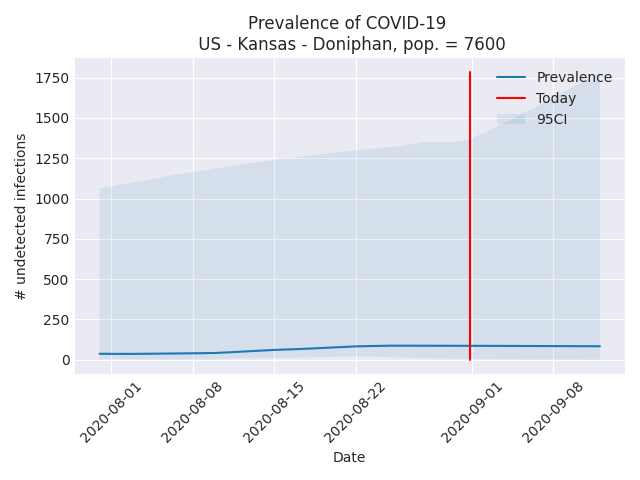 Prevalence of COVID-19
US - Kansas - Doniphan, pop. = 7600
Prevalence
Today
95CI
# undetected infections
1750
1500
1250
1000
750
500
250
0
2020-08-01
2020-08-08
2020-08-15
2020-08-22
2020-09-01
2020-09-08
Date